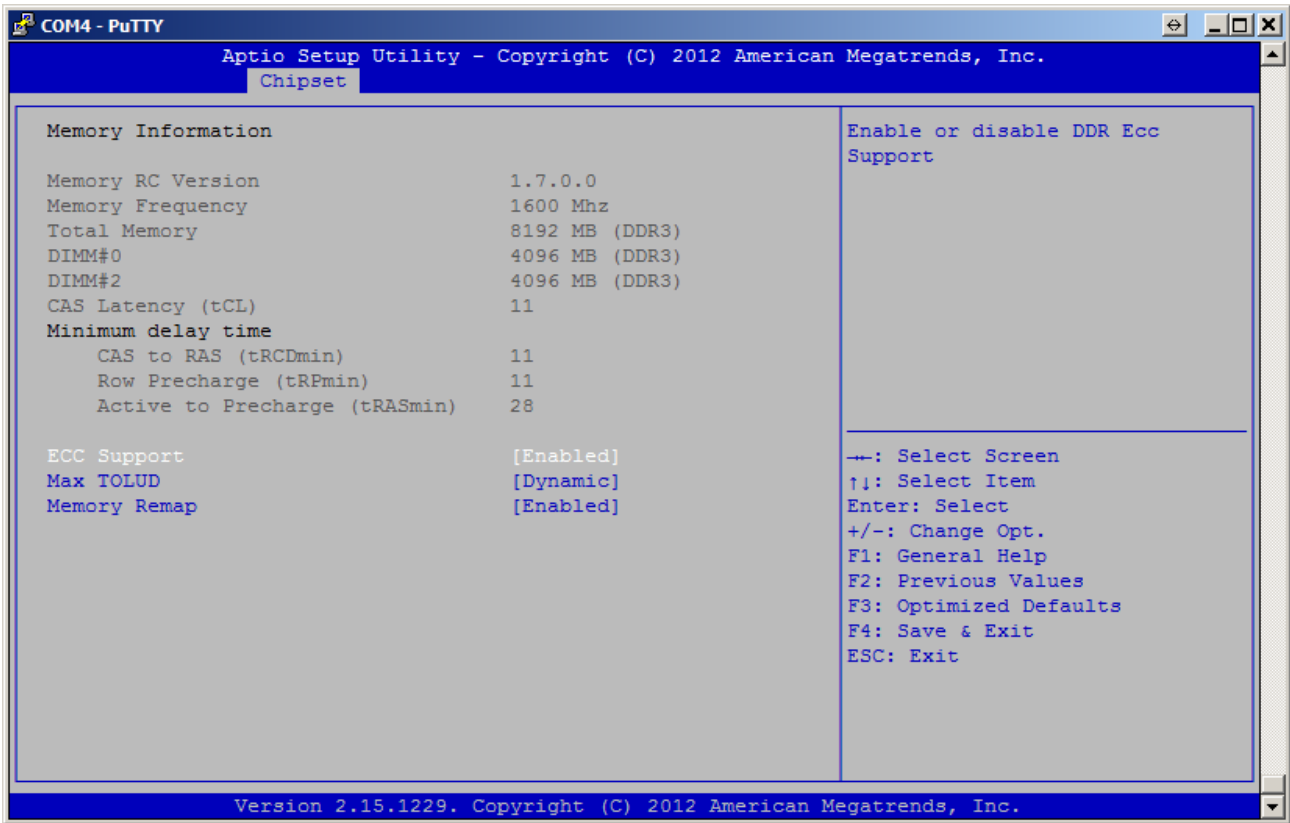 COM4 - PuTTY
Aptio Setup Utility – Copyright (C) 2012 American Megatrends, Inc.
Chipset
Memory Information
Memory RC Version 1.7.0.0
Memory Frequency 1600 Mhz
Total Memory 8192 MB (DDR3)
DIMM#0 4096 MB (DDR3)
DIMM#2 4096 MB (DDR3)
CAS Latency (tCL) 11
Minimum delay time
CAS to RAS (tRCDmin) 11
Row Precharge (tRPmin) 11
Active to Precharge (tRASmin) 28
ECC Support [Enabled]
Max TOLUD [Dynamic]
Memory Remap [Enabled]
Enable or disable DDR Ecc
Support
→←: Select Screen
↑↓: Select Item
Enter: Select
+/-: Change Opt.
F1: General Help
F2: Previous Values
F3: Optimized Defaults
F4: Save & Exit
ESC: Exit
Version 2.15.1229. Copyright (C) 2012 American Megatrends, Inc.